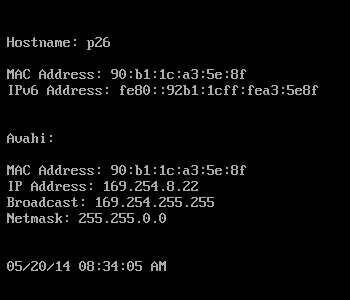 Hostname: p26
MAC Address: 90:b1:1c:a3:5e:8f
IPv6 Address: fe80::92b1:1cff:fea3:5e8f
Avahi:
MAC Address: 90:b1:1c:a3:5e:8f
IP Address: 169.254.8.22
Broadcast: 169.254.255.255
Netmask: 255.255.0.0
05/20/14 08:34:05 AM